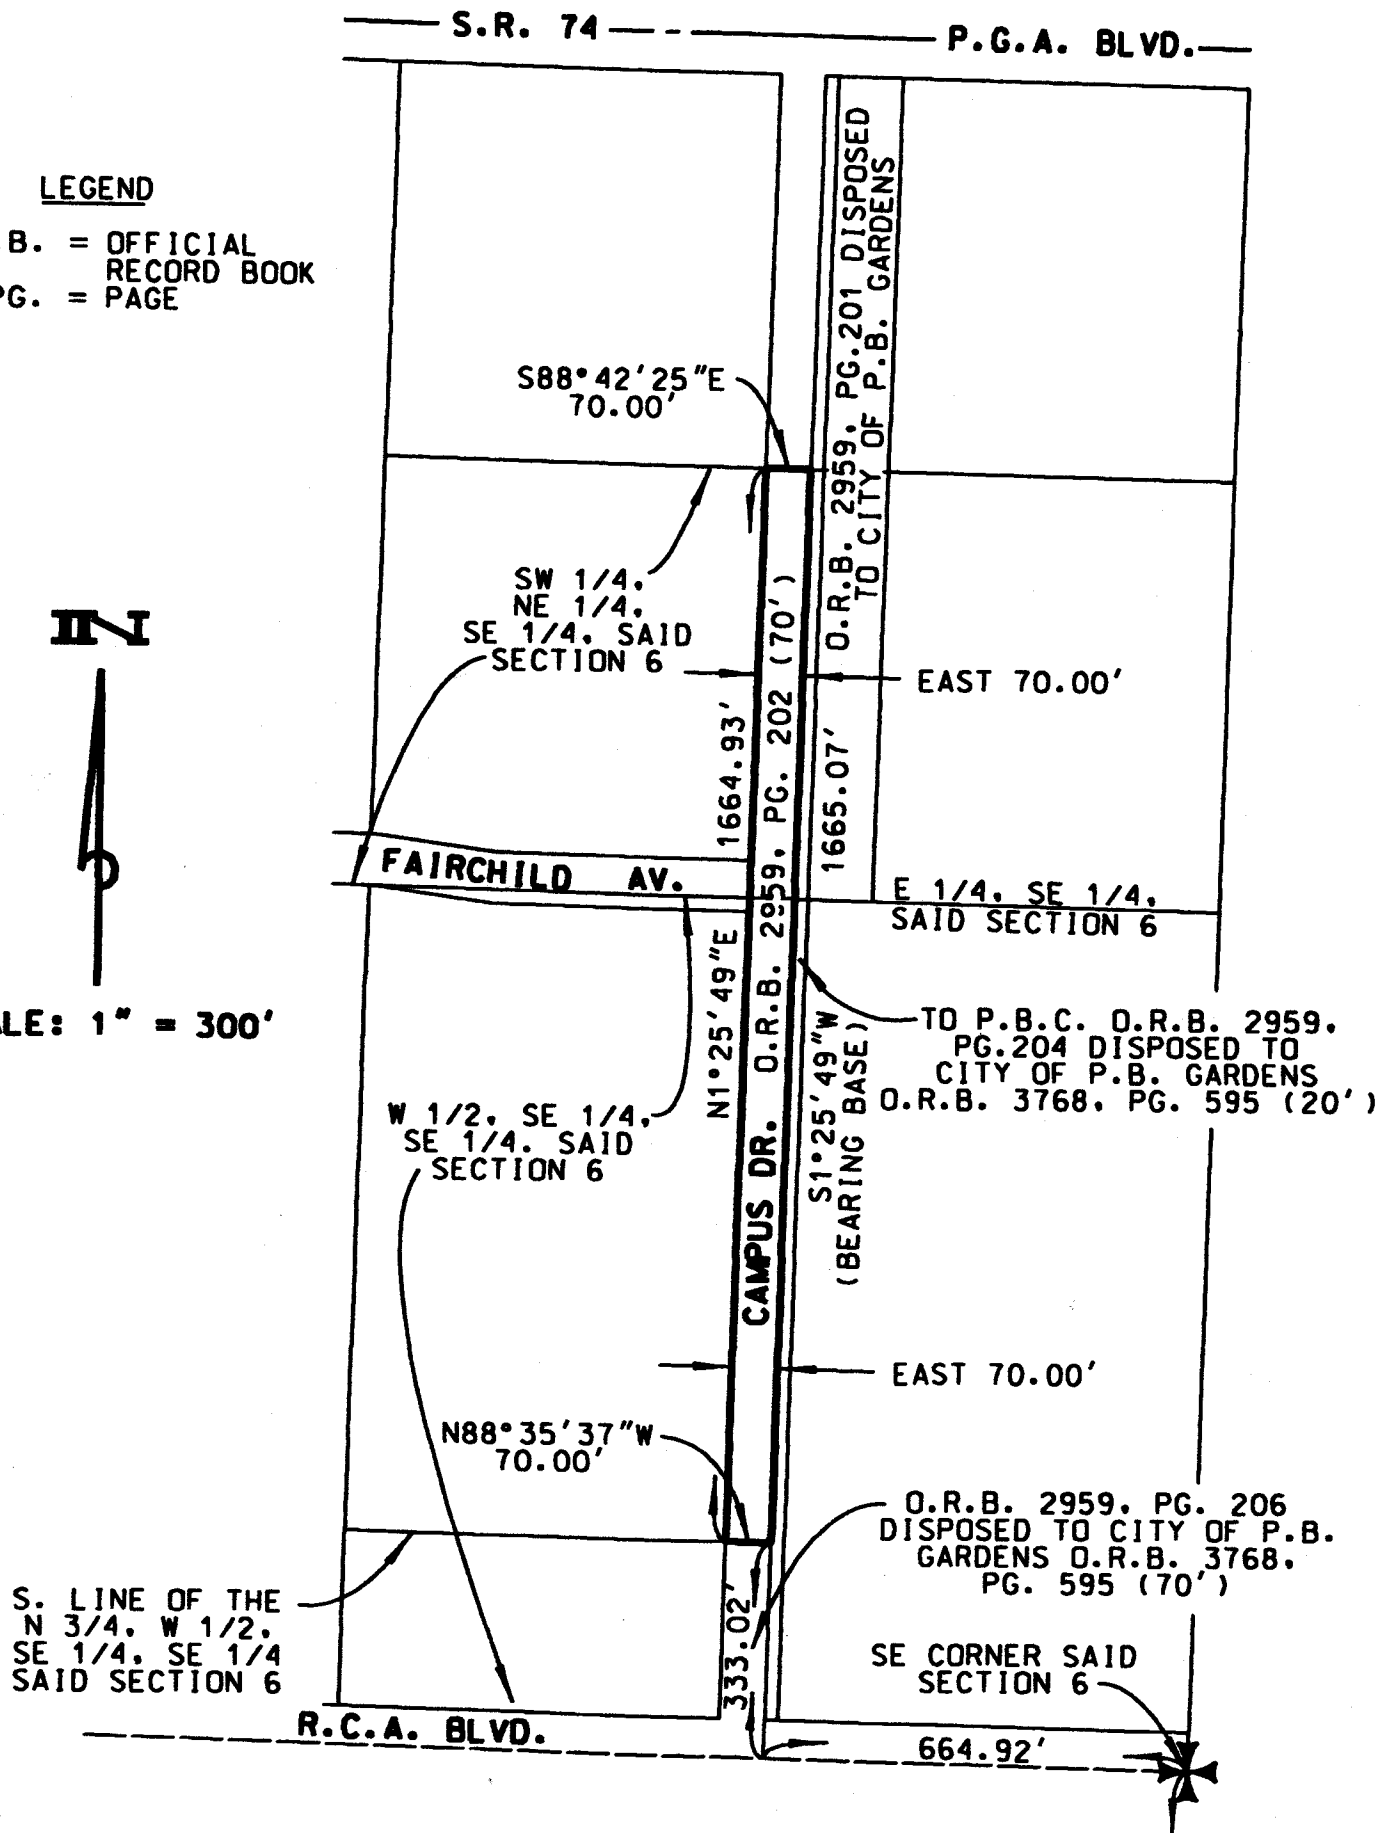 S.R. 74
P.G.A. BLVD.
LEGEND
B. = OFFICIAL
RECORD BOOK
PG. = PAGE
O.R.B. 2959, PG.201 DISPOSED
TO CITY OF P.B. GARDENS
S88°42'25"E
70.00'
SW 1/4,
NE 1/4,
SE 1/4, SAID
SECTION 6
N
EAST 70.00'
1664.93'
O.R.B. 2959, PG. 202 (70')
1665.07'
FAIRCHILD AV.
E 1/4, SE 1/4,
SAID SECTION 6
N1°25'49"E
CAMPUS DR.
S1°25'49"W
(BEARING BASE)
TO P.B.C. O.R.B. 2959,
PG.204 DISPOSED TO
CITY OF P.B. GARDENS
O.R.B. 3768, PG. 595 (20')
ALE: 1" = 300'
W 1/2, SE 1/4,
SE 1/4, SAID
SECTION 6
EAST 70.00'
N88°35'37"W
70.00'
O.R.B. 2959, PG. 206
DISPOSED TO CITY OF P.B.
GARDENS O.R.B. 3768,
PG. 595 (70')
S. LINE OF THE
N 3/4, W 1/2,
SE 1/4, SE 1/4
SAID SECTION 6
333.02'
SE CORNER SAID
SECTION 6
R.C.A. BLVD.
664.92'